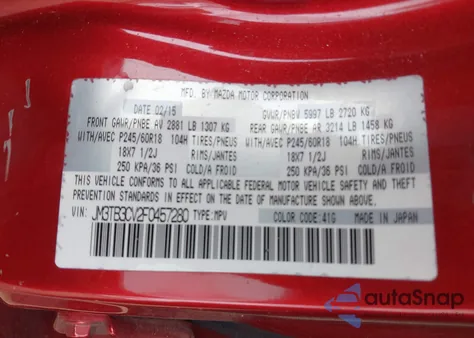 MFD. BY MAZDA MOTOR CORPORATION
DATE 02/15 GVWR/PNBV 5997 LB 2720 KG
FRONT GAWR/PNBE AV 2881 LB 1307 KG REAR GAWR/PNBE AR 3214 LB 1458 KG
WITH/AVEC P245/60R18 104H TIRES/PNEUS WITH/AVEC P245/60R18 104H TIRES/PNEUS
18X7 1/2J RIMS/JANTES 18X7 1/2J RIMS/JANTES
250 KPA/36 PSI COLD/A FROID 250 KPA/36 PSI COLD/A FROID
THIS VEHICLE CONFORMS TO ALL APPLICABLE FEDERAL MOTOR VEHICLE SAFETY, BUMPER, AND THEFT
PREVENTION STANDARDS IN EFFECT ON THE DATE OF MANUFACTURE SHOWN ABOVE.
VIN: JM3TB3CV2F0457280 TYPE: MPV COLOR CODE: 41G MADE IN JAPAN
autoSnap